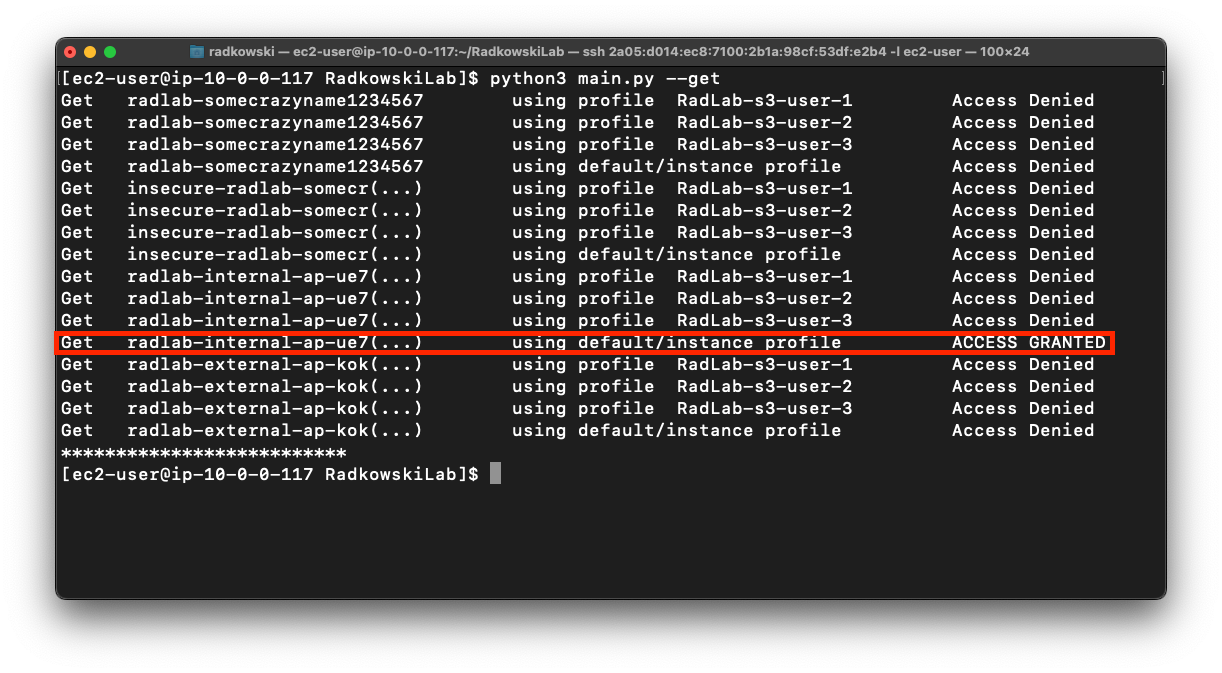 radkowski — ec2-user@ip-10-0-0-117:~/RadkowskiLab — ssh 2a05:d014:ec8:7100:2b1a:98cf:53df:e2b4 -l ec2-user — 100×24
[ec2-user@ip-10-0-0-117 RadkowskiLab]$ python3 main.py --get
Get radlab-somecrazyname1234567 using profile RadLab-s3-user-1 Access Denied
Get radlab-somecrazyname1234567 using profile RadLab-s3-user-2 Access Denied
Get radlab-somecrazyname1234567 using profile RadLab-s3-user-3 Access Denied
Get radlab-somecrazyname1234567 using default/instance profile Access Denied
Get insecure-radlab-somecr(...) using profile RadLab-s3-user-1 Access Denied
Get insecure-radlab-somecr(...) using profile RadLab-s3-user-2 Access Denied
Get insecure-radlab-somecr(...) using profile RadLab-s3-user-3 Access Denied
Get insecure-radlab-somecr(...) using default/instance profile Access Denied
Get radlab-internal-ap-ue7(...) using profile RadLab-s3-user-1 Access Denied
Get radlab-internal-ap-ue7(...) using profile RadLab-s3-user-2 Access Denied
Get radlab-internal-ap-ue7(...) using profile RadLab-s3-user-3 Access Denied
Get radlab-internal-ap-ue7(...) using default/instance profile ACCESS GRANTED
Get radlab-external-ap-kok(...) using profile RadLab-s3-user-1 Access Denied
Get radlab-external-ap-kok(...) using profile RadLab-s3-user-2 Access Denied
Get radlab-external-ap-kok(...) using profile RadLab-s3-user-3 Access Denied
Get radlab-external-ap-kok(...) using default/instance profile Access Denied
**************************
[ec2-user@ip-10-0-0-117 RadkowskiLab]$